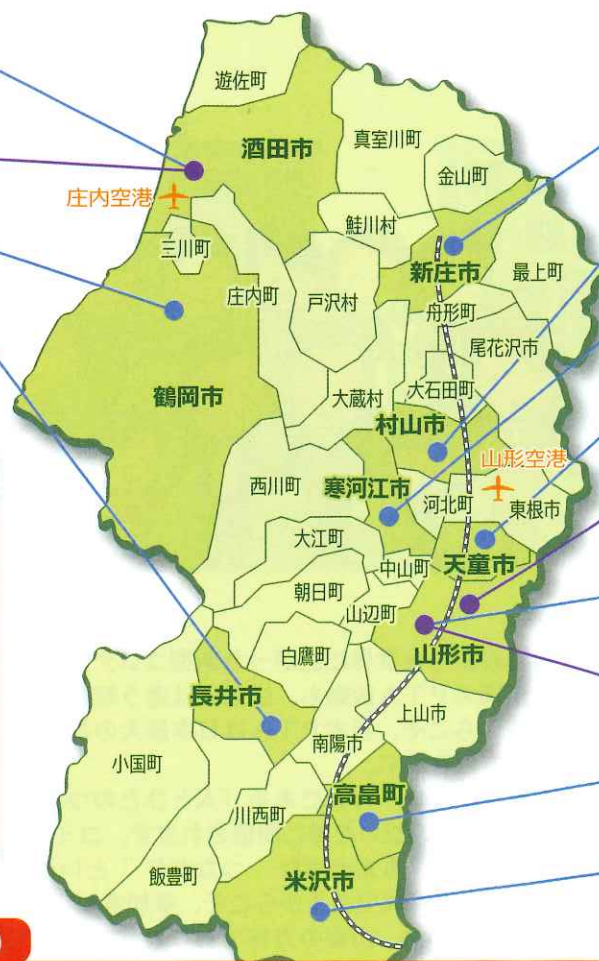 遊佐町
酒田市
真室川町
金山町
庄内空港
鮭川村
三川町
新庄市
最上町
庄内町
戸沢村
舟形町
尾花沢市
鶴岡市
大蔵村
大石田町
村山市
山形空港
西川町
寒河江市
河北町
東根市
大江町
天童市
中山町
朝日町
山辺町
白鷹町
山形市
長井市
上山市
南陽市
小国町
高畠町
川西町
飯豊町
米沢市